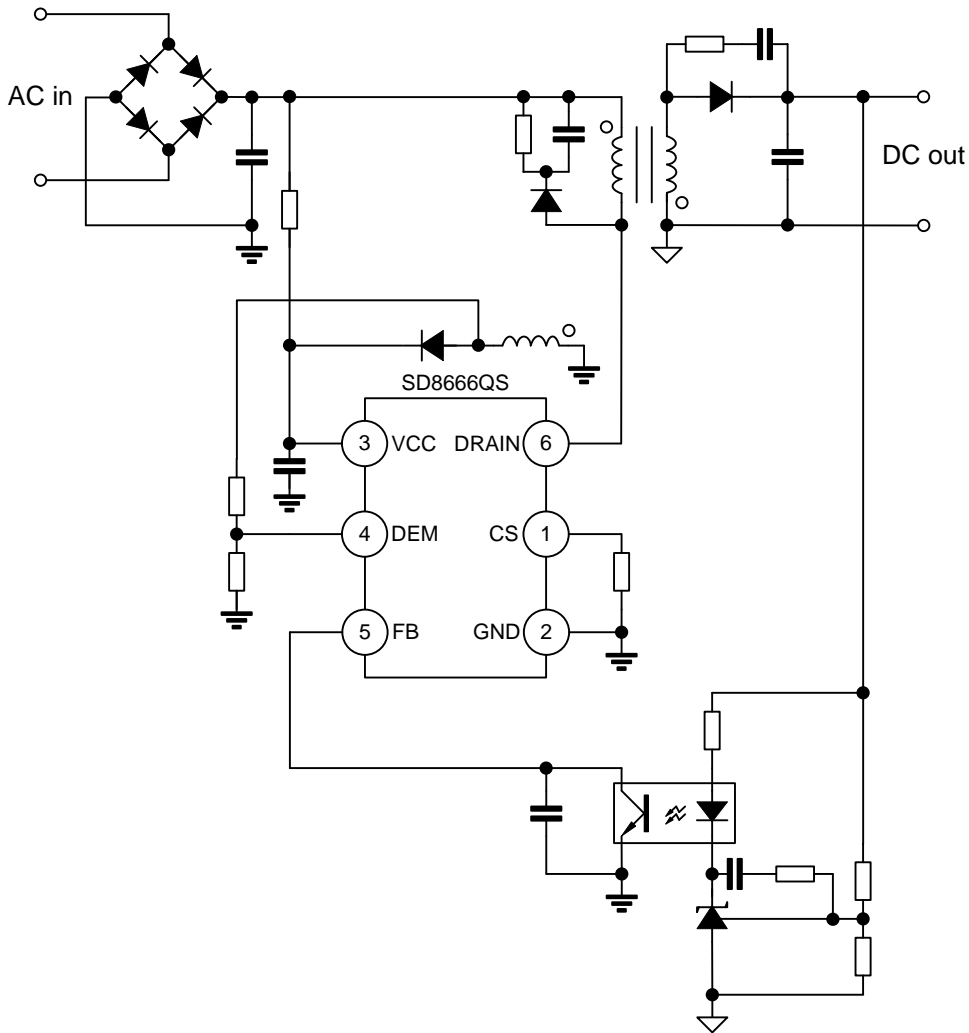 AC in
DC out
SD8666QS
3 VCC DRAIN 6
4 DEM CS 1
5 FB GND 2